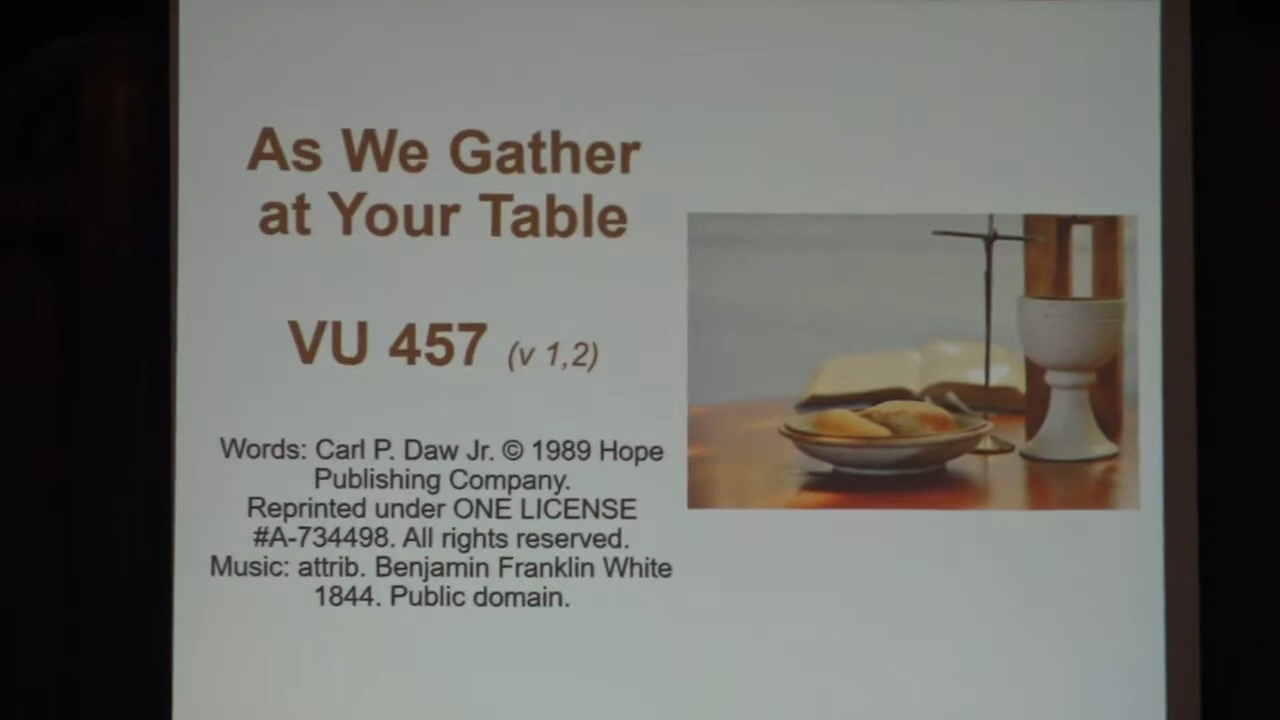 As We Gather
at Your Table
VU 457 (v 1,2)
Words: Carl P. Daw Jr. © 1989 Hope
Publishing Company.
Reprinted under ONE LICENSE
#A-734498. All rights reserved.
Music: attrib. Benjamin Franklin White
1844. Public domain.